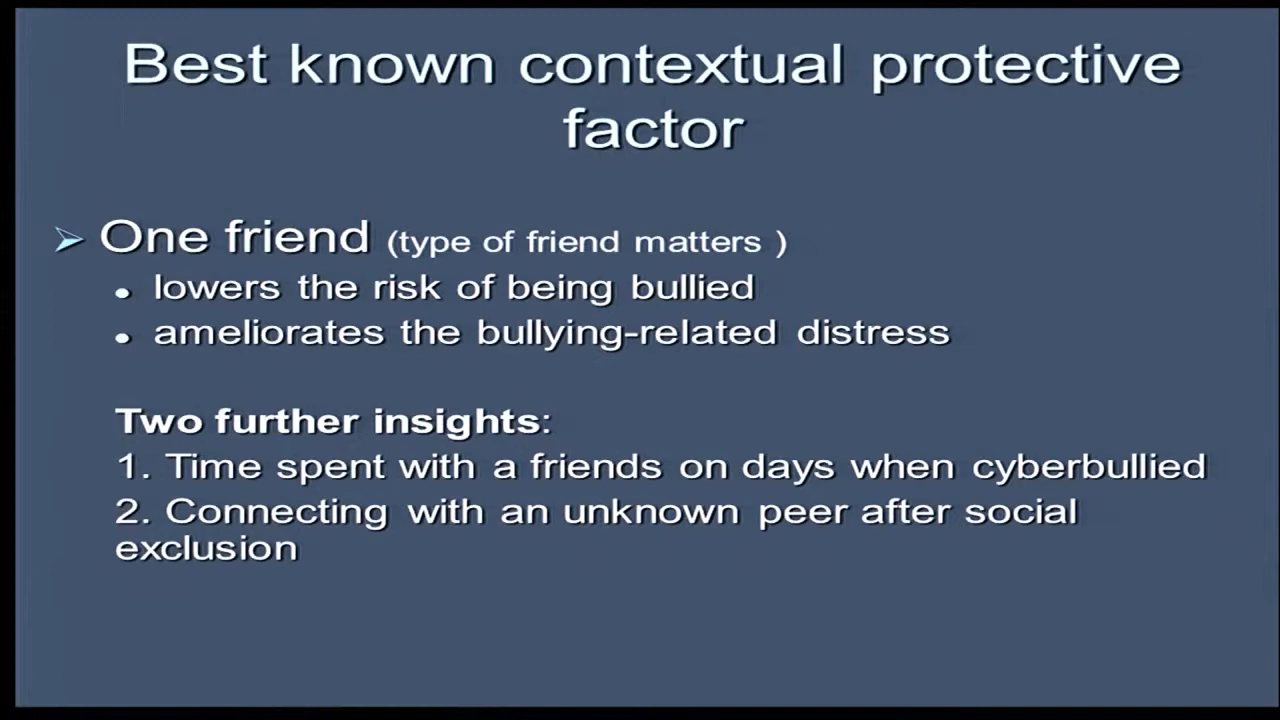 Best known contextual protective
factor
One friend (type of friend matters )
lowers the risk of being bullied
ameliorates the bullying-related distress
Two further insights:
1. Time spent with a friends on days when cyberbullied
2. Connecting with an unknown peer after social
exclusion